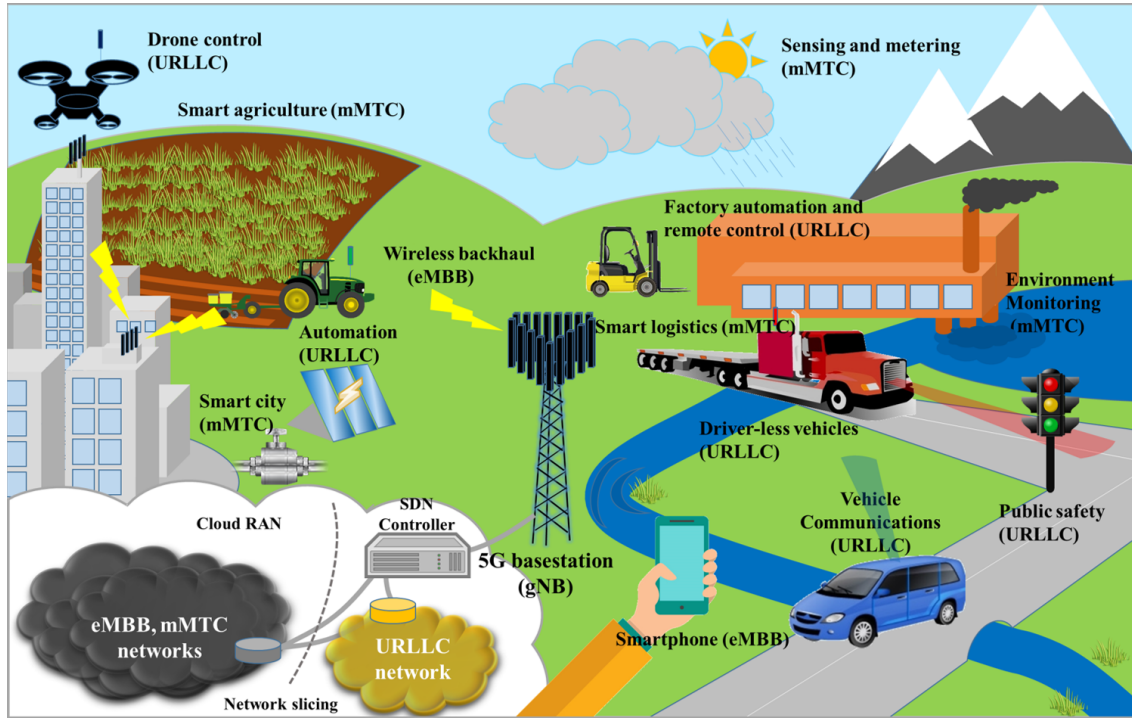 Drone control
(URLLC)
Smart agriculture (mMTC)
Sensing and metering
(mMTC)
Factory automation and
remote control (URLLC)
Wireless backhaul
(eMBB)
Environment
Monitoring
(mMTC)
Smart logistics (mMTC)
Automation
(URLLC)
Smart city
(mMTC)
Driver-less vehicles
(URLLC)
Vehicle
Communications
(URLLC)
Public safety
(URLLC)
Cloud RAN
SDN
Controller
5G basestation
(gNB)
eMBB, mMTC
networks
URLLC
network
Smartphone (eMBB)
Network slicing